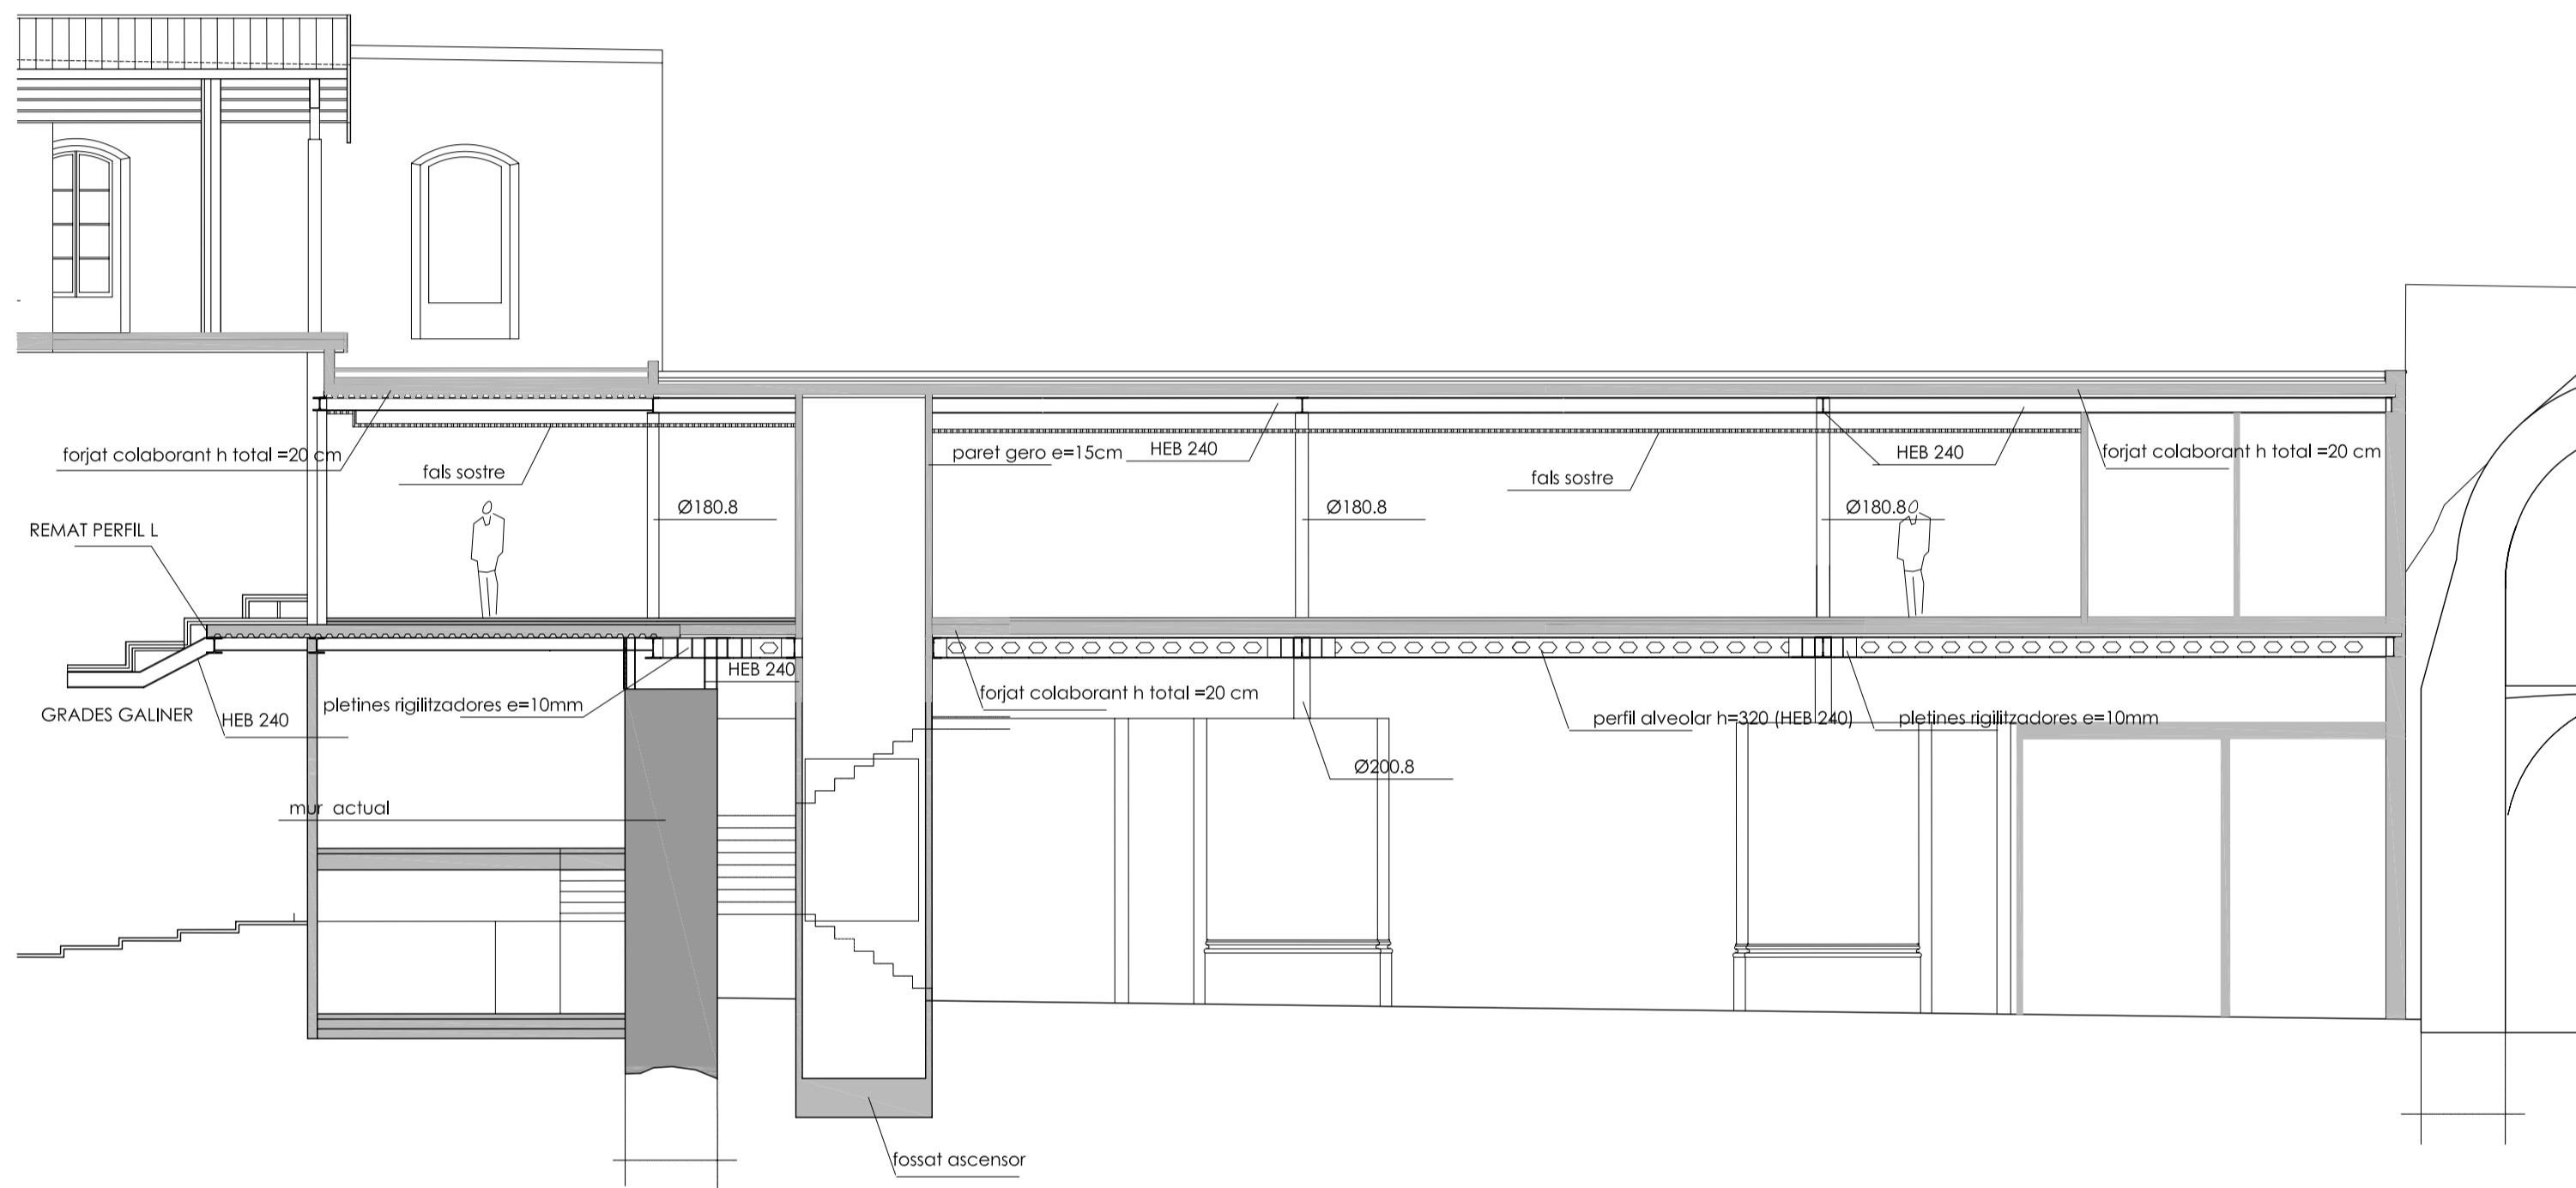 forjat colaborant h total =20 cm
fals sostre
paret gero e=15cm
HEB 240
fals sostre
HEB 240
forjat colaborant h total =20 cm
REMAT PERFIL L
Ø180.8
Ø180.8
Ø180.8
GRADES GALINER
HEB 240
pletines rigilitzadores e=10mm
HEB 240
forjat colaborant h total =20 cm
perfil alveolar h=320 (HEB 240)
pletines rigilitzadores e=10mm
Ø200.8
mur actual
fossat ascensor